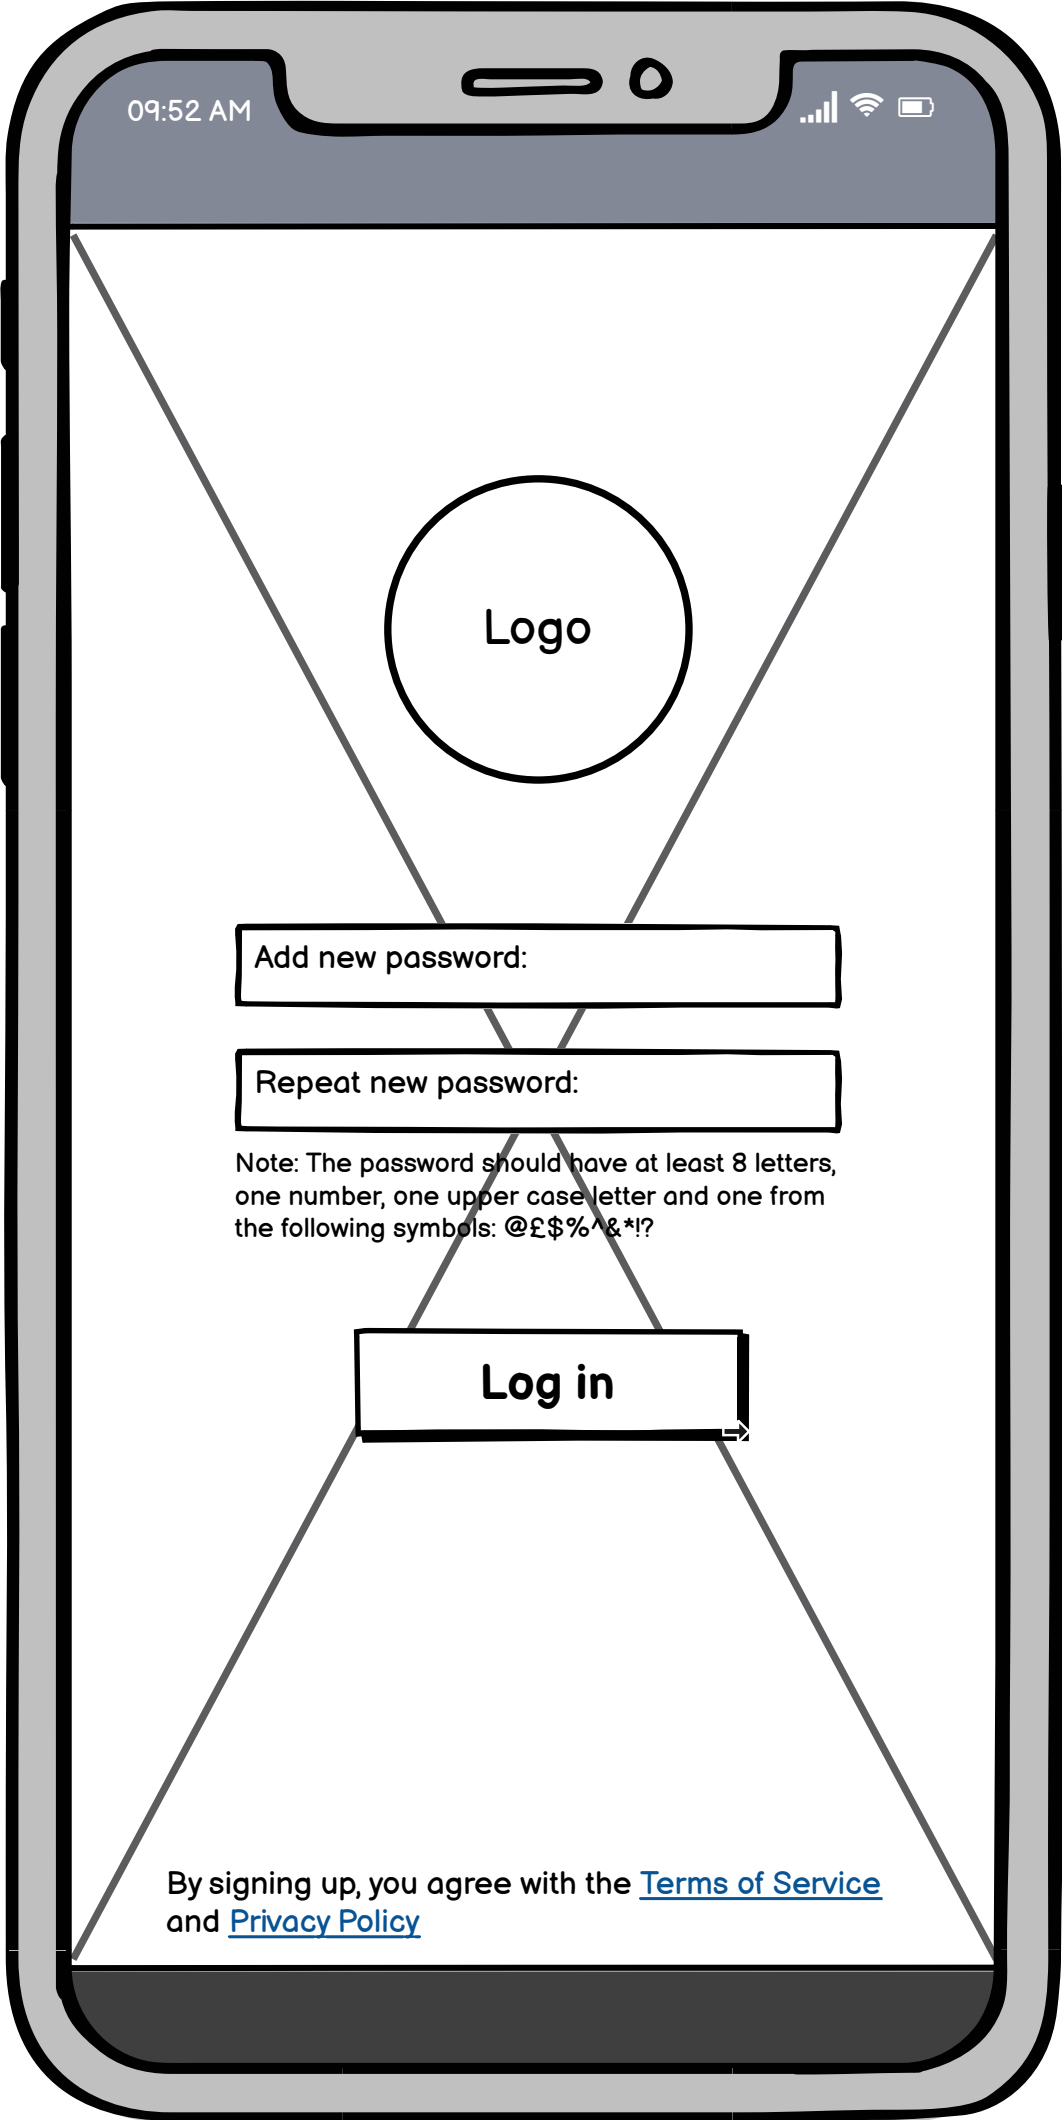 09:52 AM
Logo
Add new password:
Repeat new password:
Note: The password should have at least 8 letters,
one number, one upper case letter and one from
the following symbols: @£$%^&*!?
Log in
By signing up, you agree with the Terms of Service
and Privacy Policy